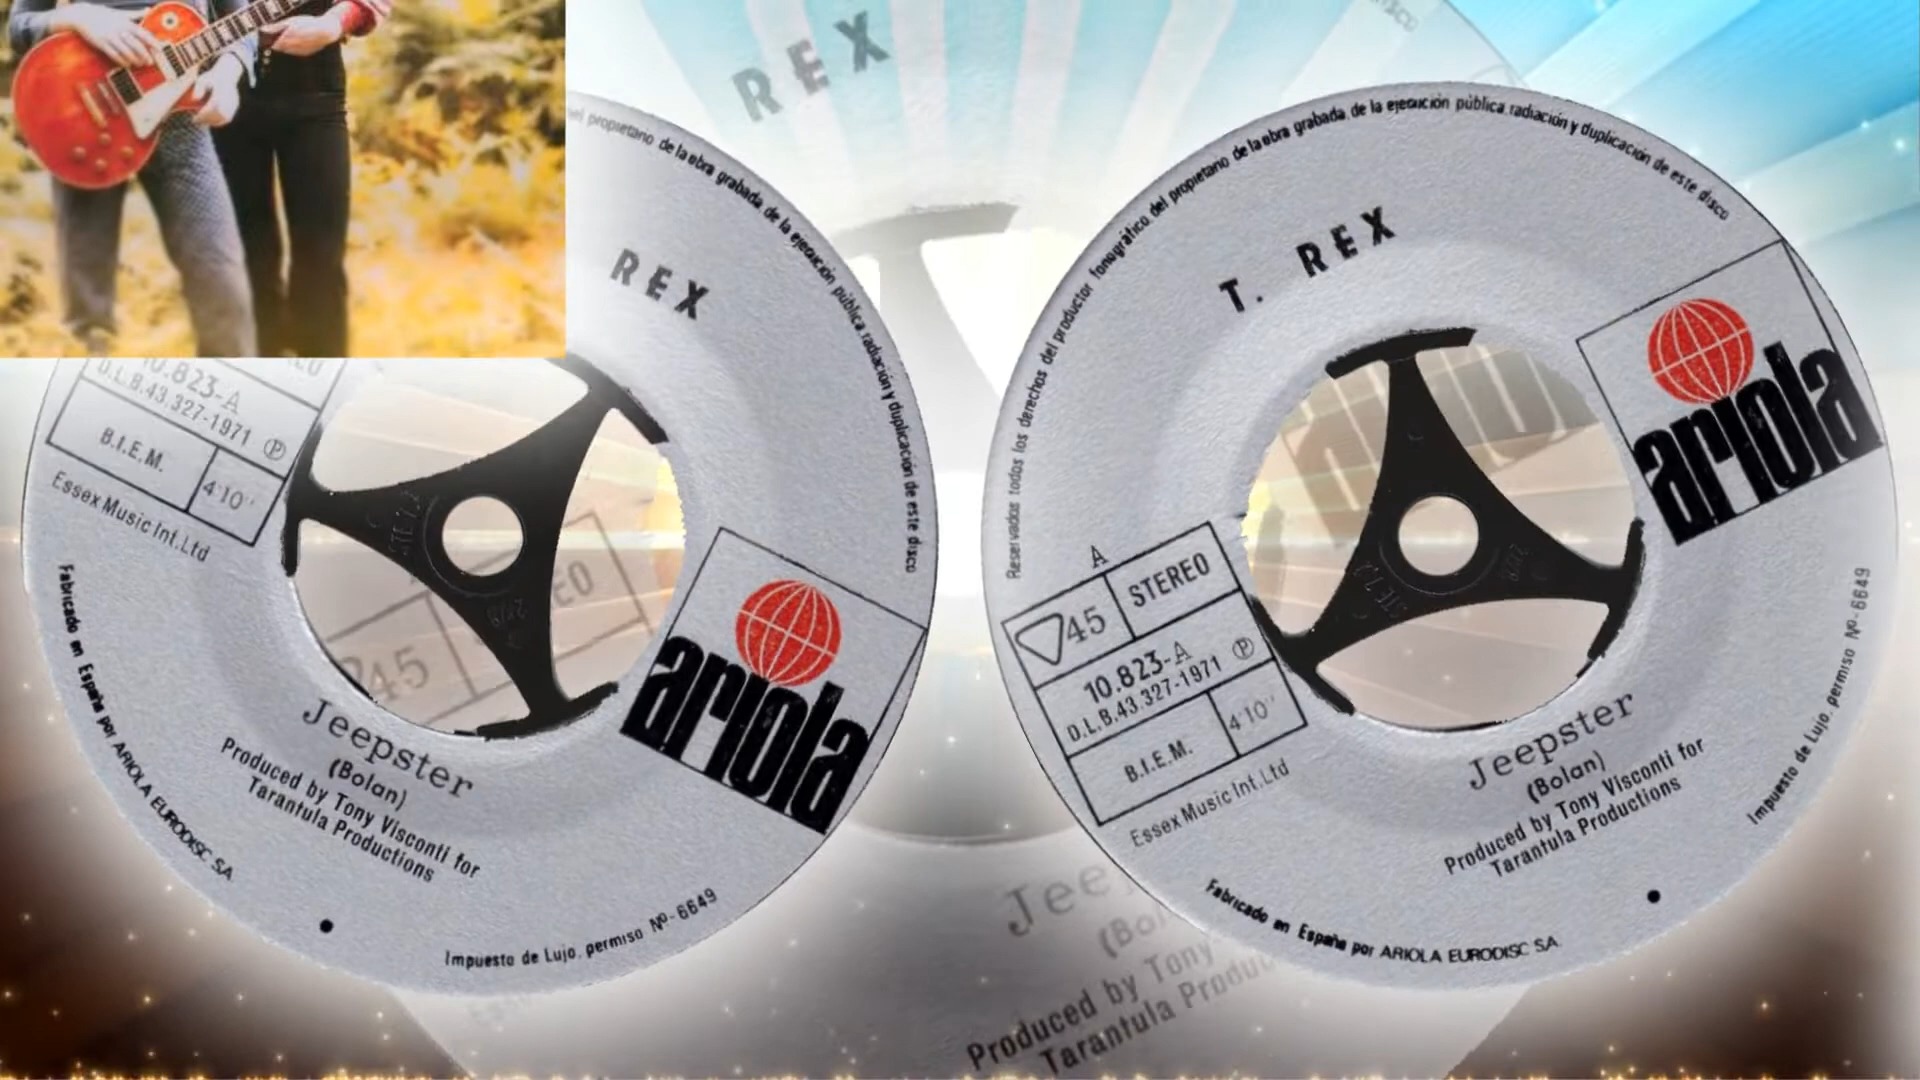 REX
disco
del propietario de la obra grabada de la ejecución pública radiación y duplicación de este disco
REX
10.823-A
D.L.B.43.327-1971 Ⓟ
B.I.E.M.
4'10''
Essex Music Int.Ltd
ariola
Jeepster
(Bolan)
Produced by Tony Visconti for
Tarantula Productions
Fabricado en España por ARIOLA EURODISC S.A.
Impuesto de Lujo. permiso Nº-6649
45
Reservados todos los derechos del productor fonográfico del propietario de la obra grabada de la ejecución pública radiación y duplicación de este disco
T. REX
ariola
A
45
STEREO
10.823-A
D.L.B.43.327-1971 Ⓟ
B.I.E.M.
4'10''
Essex Music Int.Ltd
Jeepster
(Bolan)
Produced by Tony Visconti for
Tarantula Productions
Fabricado en España por ARIOLA EURODISC S.A.
Impuesto de Lujo. permiso Nº-6649
Produced by Tony
Tarantula